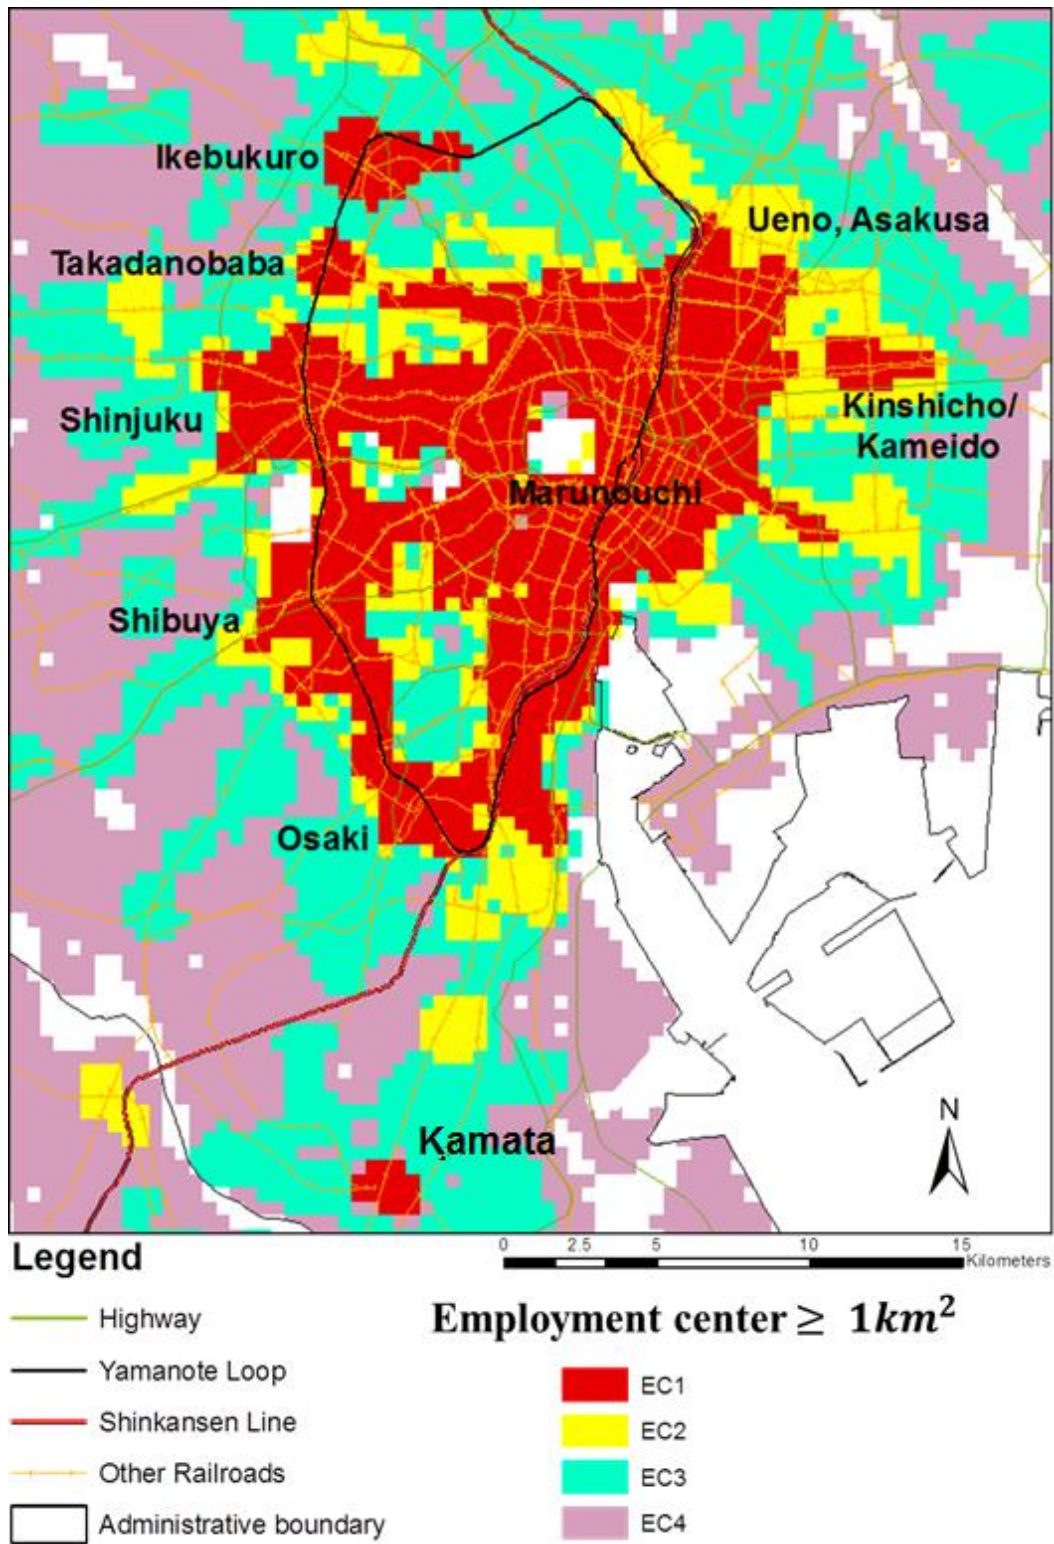 Ikebukuro
Ueno, Asakusa
Takadanobaba
Shinjuku
Kinshicho/
Kameido
Marunouchi
Shibuya
Osaki
Kamata
N
Legend
0 2.5 5 10 15
Kilometers
Highway
Yamanote Loop
Shinkansen Line
Other Railroads
Administrative boundary
Employment center ≥ 1km²
EC1
EC2
EC3
EC4